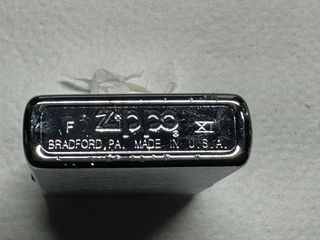 F Zippo ® XI
BRADFORD, PA. MADE IN U.S.A.